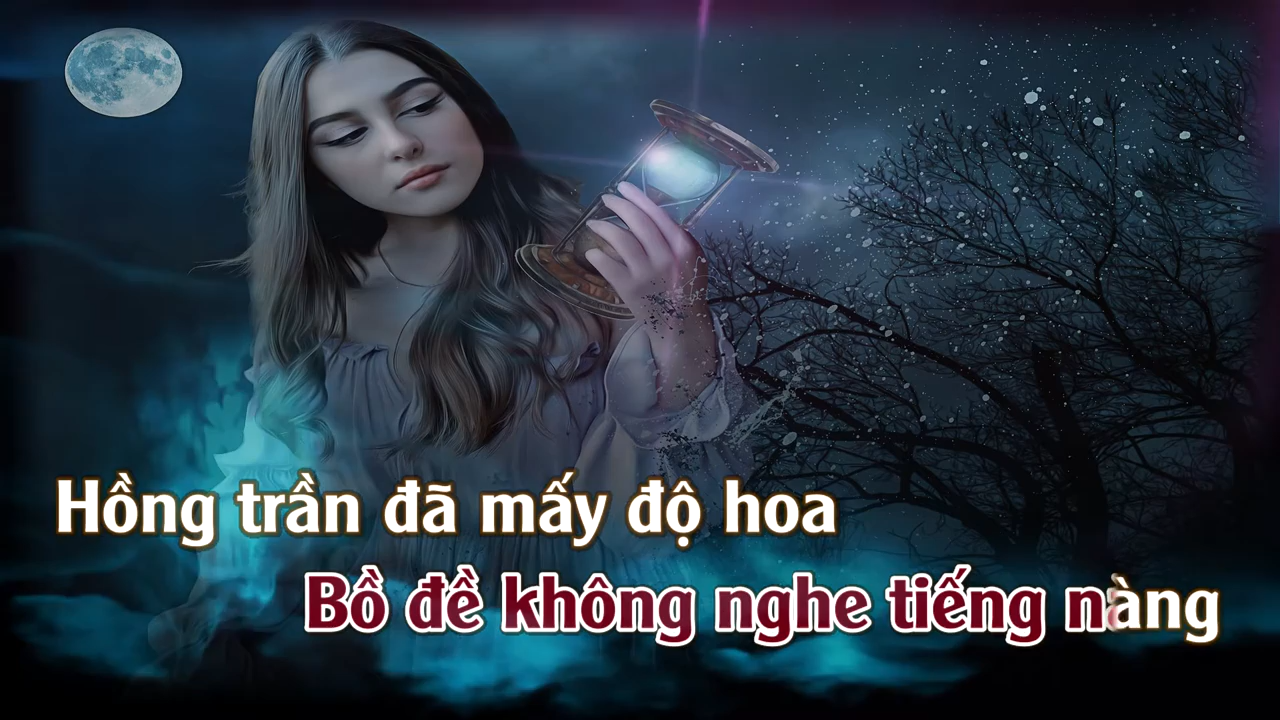 Hồng trần đã mấy độ hoa
Bồ đề không nghe tiếng nàng